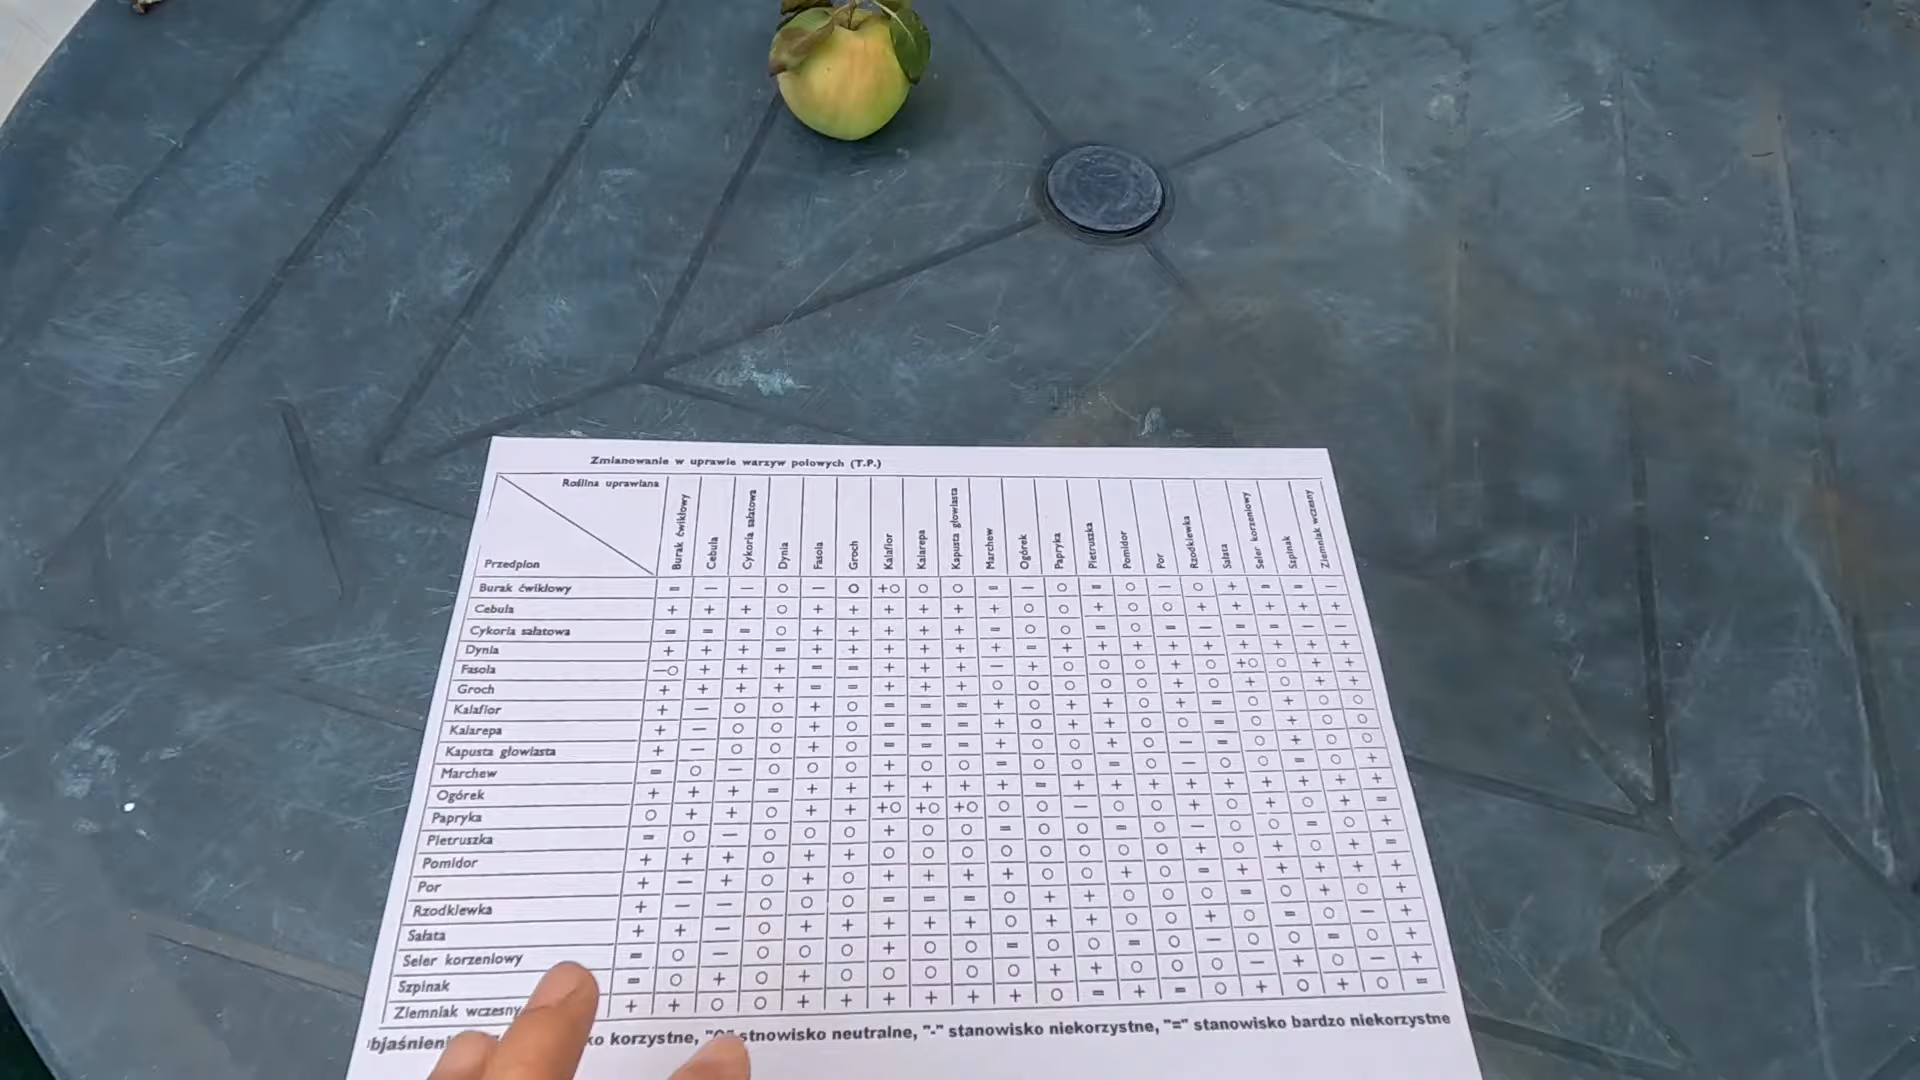 Zmianowanie w uprawie warzyw polowych (T.P.)
Roślina uprawiana
Przedplon
Burak ćwikłowy
Cebula
Cykoria sałatowa
Dynia
Fasola
Groch
Kalafior
Kalarepa
Kapusta głowiasta
Marchew
Ogórek
Papryka
Pietruszka
Pomidor
Por
Rzodkiewka
Sałata
Seler korzeniowy
Szpinak
Ziemniak wczesny
Burak ćwikłowy = — — O — O +O O O = — O = O — O + = = —
Cebula + + + O + + + + + + O O + O O + + + + +
Cykoria sałatowa = = = O + + + + + = O O = O = — = = — —
Dynia + + + = + + + + + + = + + + + + + + + +
Fasola —O + + + = = + + + — + O O O + O +O O + +
Groch + + + + = = + + + O O O O O + O + O + +
Kalafior + — O O + O = = = + O + + O + = O + O O
Kalarepa + — O O + O = = = + O + + O O = O + O O
Kapusta głowiasta + — O O + O = = = + O O + O — = O + O O
Marchew = O — O O O + O O = O O = O — O O = O +
Ogórek + + + = + + + + + + = + + + + + + + + +
Papryka O + + O + + +O +O +O O O — O O + O + O + =
Pietruszka = O — O O O + O O = O O = O — O O = O +
Pomidor + + + O + + O O O O O O O O + O + O + =
Por + — + O + O + + + + O O + O = + + + + +
Rzodkiewka + — — O O O = = = O + + O O O = O + O +
Sałata + + — O + + + + + O + + O O + O = O — +
Seler korzeniowy = O — O O O + O O = O O = O — O O = O +
Szpinak = O + O + O O O O O + + O O O — + O — +
Ziemniak wczesny + + O O + + + + + + O = + = O + O + O =
bjaśnien
ko korzystne, "O" stnowisko neutralne, "-" stanowisko niekorzystne, "=" stanowisko bardzo niekorzystne